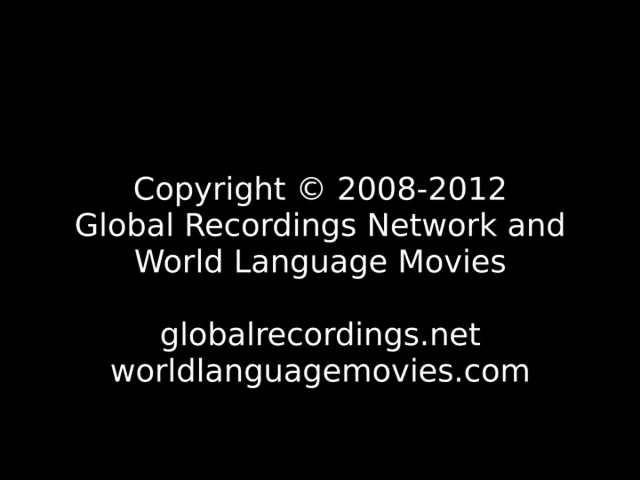 Copyright © 2008-2012
Global Recordings Network and
World Language Movies
globalrecordings.net
worldlanguagemovies.com